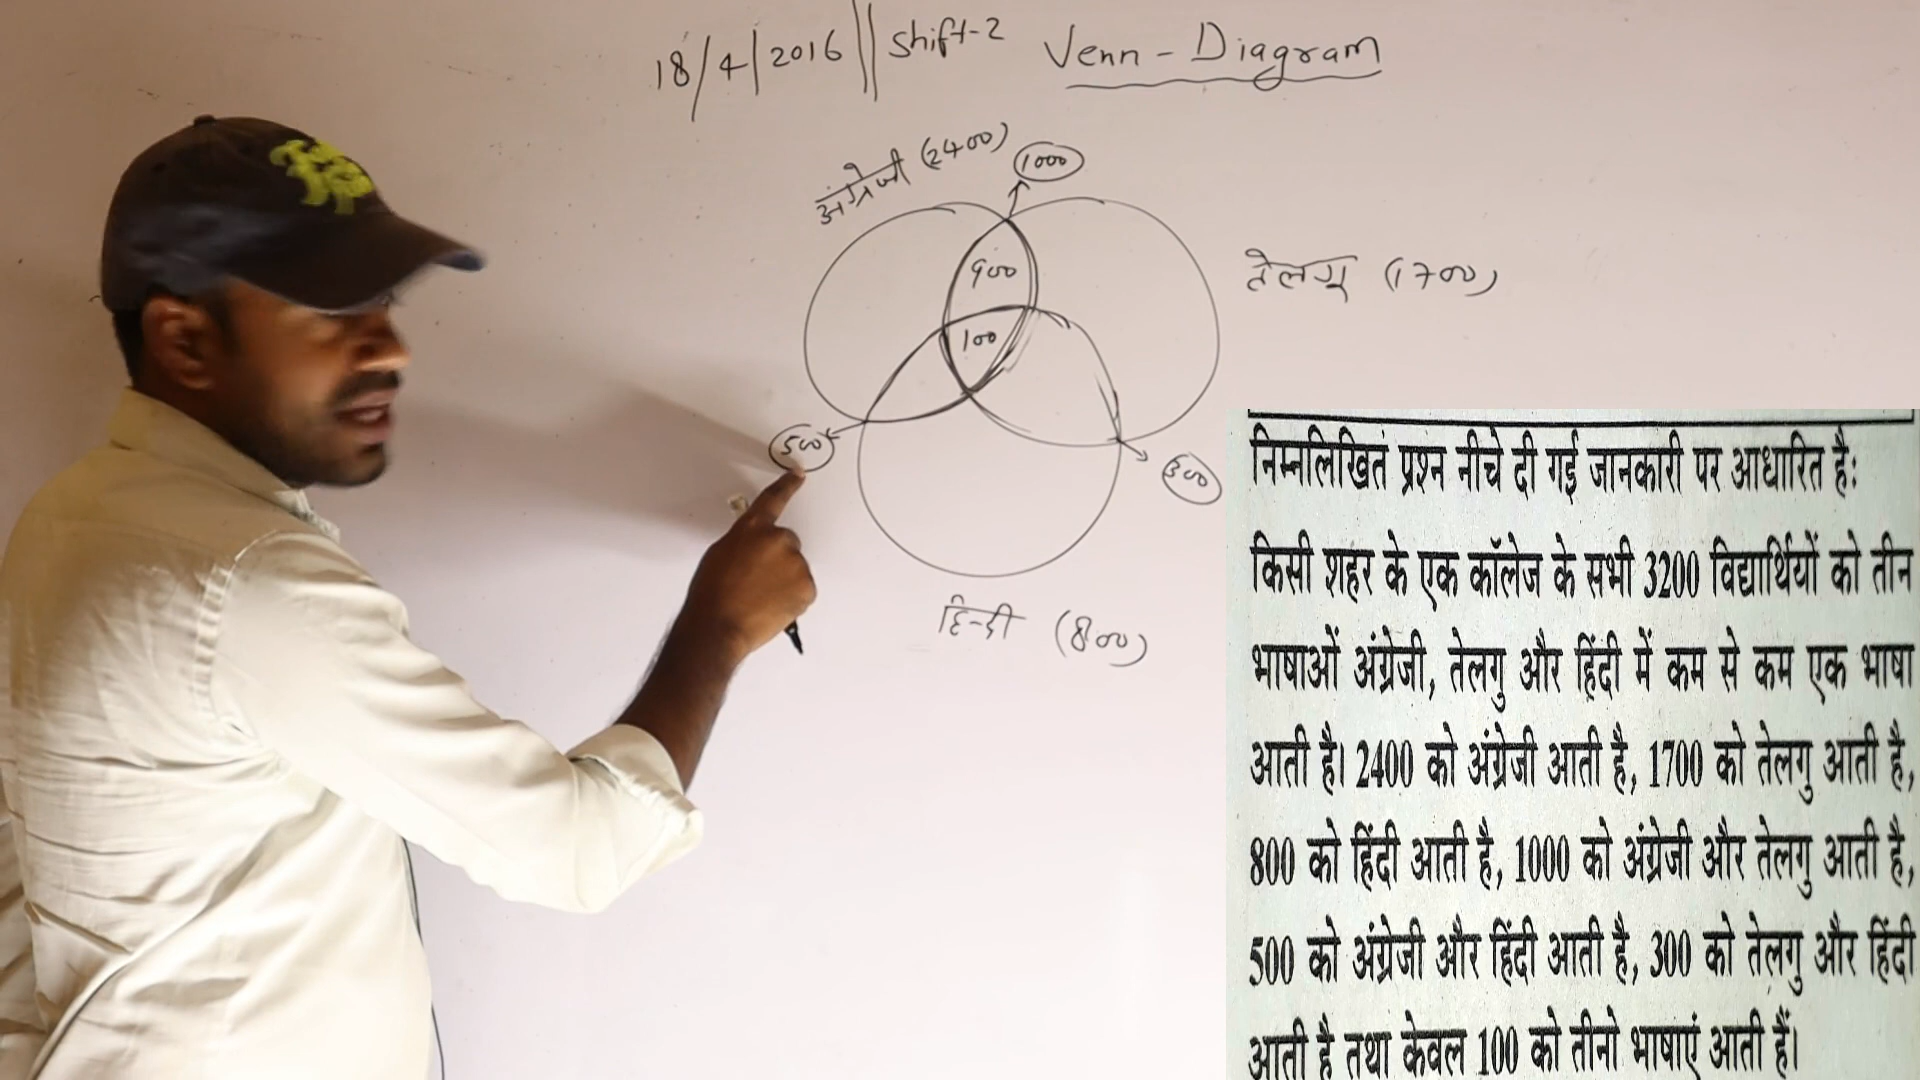 18/4/2016 || Shift-2 Venn-Diagram
अंग्रेजी (2400)
1000
900
तेलगू (1700)
100
500
300
हिन्दी (800)
निम्नलिखित प्रश्न नीचे दी गई जानकारी पर आधारित है:
किसी शहर के एक कॉलेज के सभी 3200 विद्यार्थियों को तीन
भाषाओं अंग्रेजी, तेलगु और हिंदी में कम से कम एक भाषा
आती है। 2400 को अंग्रेजी आती है, 1700 को तेलगु आती है,
800 को हिंदी आती है, 1000 को अंग्रेजी और तेलगु आती है,
500 को अंग्रेजी और हिंदी आती है, 300 को तेलगु और हिंदी
आती है तथा केवल 100 को तीनो भाषाएं आती हैं।